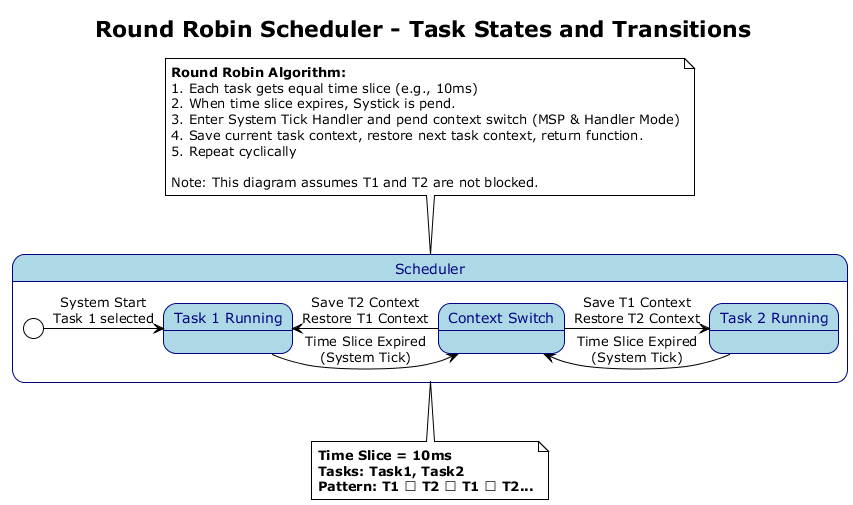 Round Robin Scheduler - Task States and Transitions
Round Robin Algorithm:
1. Each task gets equal time slice (e.g., 10ms)
2. When time slice expires, Systick is pend.
3. Enter System Tick Handler and pend context switch (MSP & Handler Mode)
4. Save current task context, restore next task context, return function.
5. Repeat cyclically
Note: This diagram assumes T1 and T2 are not blocked.
Scheduler
System Start
Task 1 selected
Task 1 Running
Save T2 Context
Restore T1 Context
Time Slice Expired
(System Tick)
Context Switch
Save T1 Context
Restore T2 Context
Time Slice Expired
(System Tick)
Task 2 Running
Time Slice = 10ms
Tasks: Task1, Task2
Pattern: T1 □ T2 □ T1 □ T2...